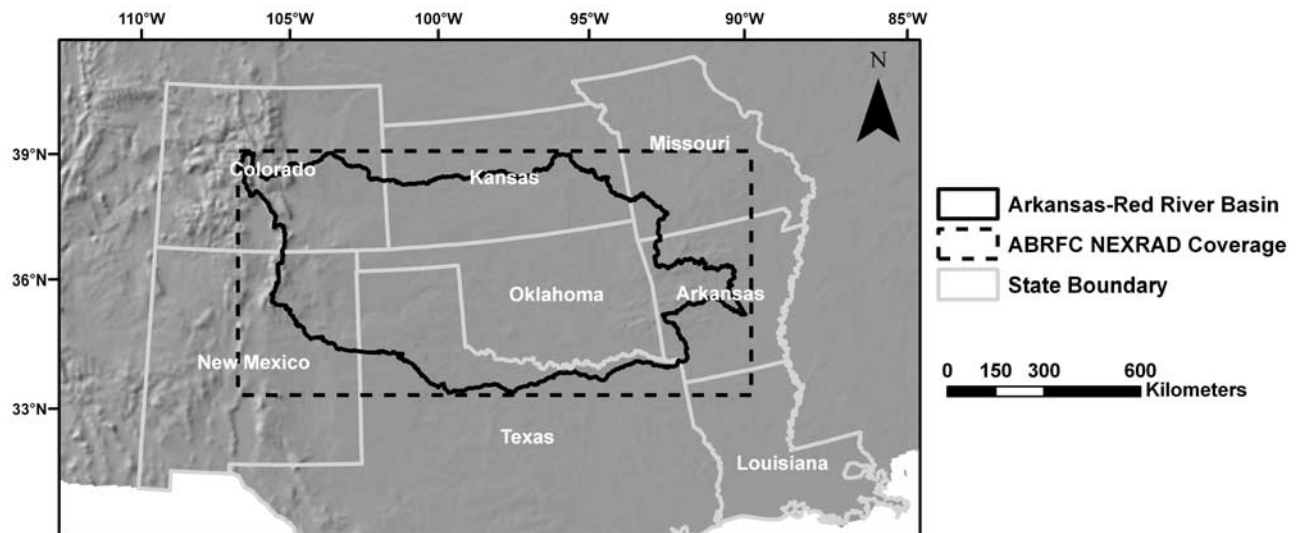 110°W 105°W 100°W 95°W 90°W 85°W
N
39°N
36°N
33°N
Missouri
Colorado
Kansas
Oklahoma
Arkansas
New Mexico
Texas
Louisiana
Arkansas-Red River Basin
ABRFC NEXRAD Coverage
State Boundary
0 150 300 600
Kilometers